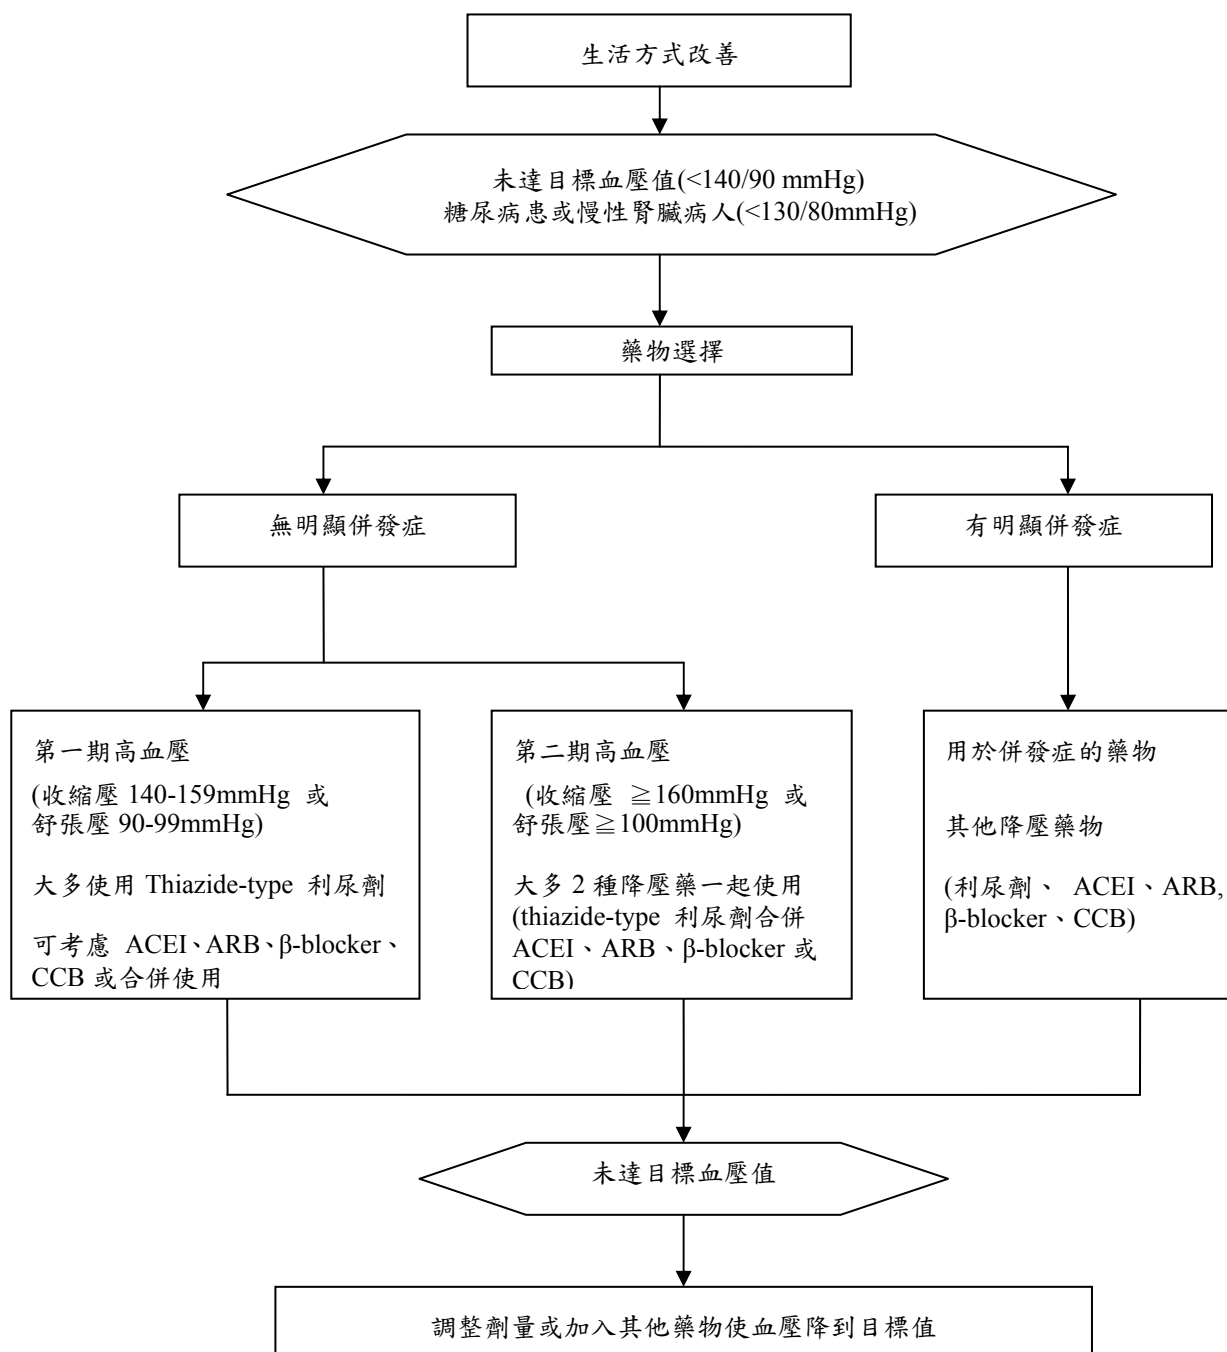 生活方式改善
未達目標血壓值(<140/90 mmHg)
糖尿病患或慢性腎臟病人(<130/80mmHg)
藥物選擇
無明顯併發症
有明顯併發症
第一期高血壓
(收縮壓 140-159mmHg 或
舒張壓 90-99mmHg)
大多使用 Thiazide-type 利尿劑
可考慮 ACEI、ARB、β-blocker、
CCB 或合併使用
第二期高血壓
(收縮壓 ≧160mmHg 或
舒張壓≧100mmHg)
大多 2 種降壓藥一起使用
(thiazide-type 利尿劑合併
ACEI、ARB、β-blocker 或
CCB)
用於併發症的藥物
其他降壓藥物
(利尿劑、 ACEI、ARB,
β-blocker、CCB)
未達目標血壓值
調整劑量或加入其他藥物使血壓降到目標值